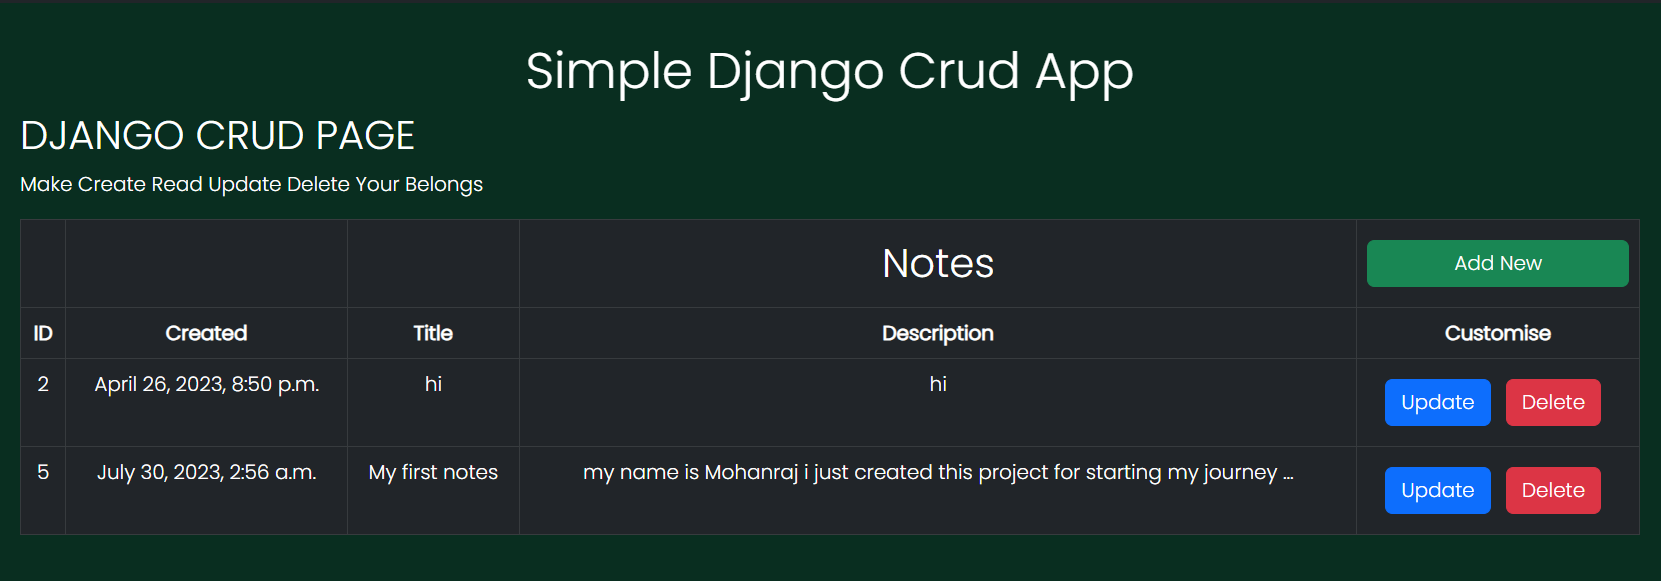 Simple Django Crud App
DJANGO CRUD PAGE
Make Create Read Update Delete Your Belongs
Notes Add New
ID Created Title Description Customise
2 April 26, 2023, 8:50 p.m. hi hi Update Delete
5 July 30, 2023, 2:56 a.m. My first notes my name is Mohanraj i just created this project for starting my journey ... Update Delete